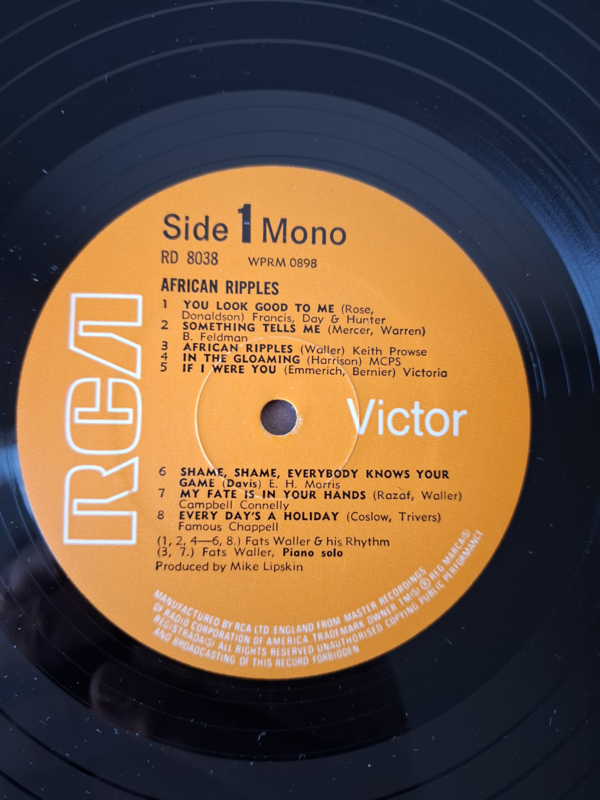 RCA
Side 1 Mono
RD 8038 WPRM 0898
AFRICAN RIPPLES
1 YOU LOOK GOOD TO ME (Rose,
Donaldson) Francis, Day & Hunter
2 SOMETHING TELLS ME (Mercer, Warren)
B. Feldman
3 AFRICAN RIPPLES (Waller) Keith Prowse
4 IN THE GLOAMING (Harrison) MCPS
5 IF I WERE YOU (Emmerich, Bernier) Victoria
Victor
6 SHAME, SHAME, EVERYBODY KNOWS YOUR
GAME (Davis) E. H. Morris
7 MY FATE IS IN YOUR HANDS (Razaf, Waller)
Campbell Connelly
8 EVERY DAY'S A HOLIDAY (Coslow, Trivers)
Famous Chappell
(1, 2, 4—6, 8.) Fats Waller & his Rhythm
(3, 7.) Fats Waller, Piano solo
Produced by Mike Lipskin
MANUFACTURED BY RCA LTD ENGLAND FROM MASTER RECORDINGS
OF RADIO CORPORATION OF AMERICA TRADEMARK OWNER TM(S) ® REG MARCA(S)
REGISTRADA(S) ALL RIGHTS RESERVED UNAUTHORISED COPYING PUBLIC PERFORMANCE
AND BROADCASTING OF THIS RECORD FORBIDDEN